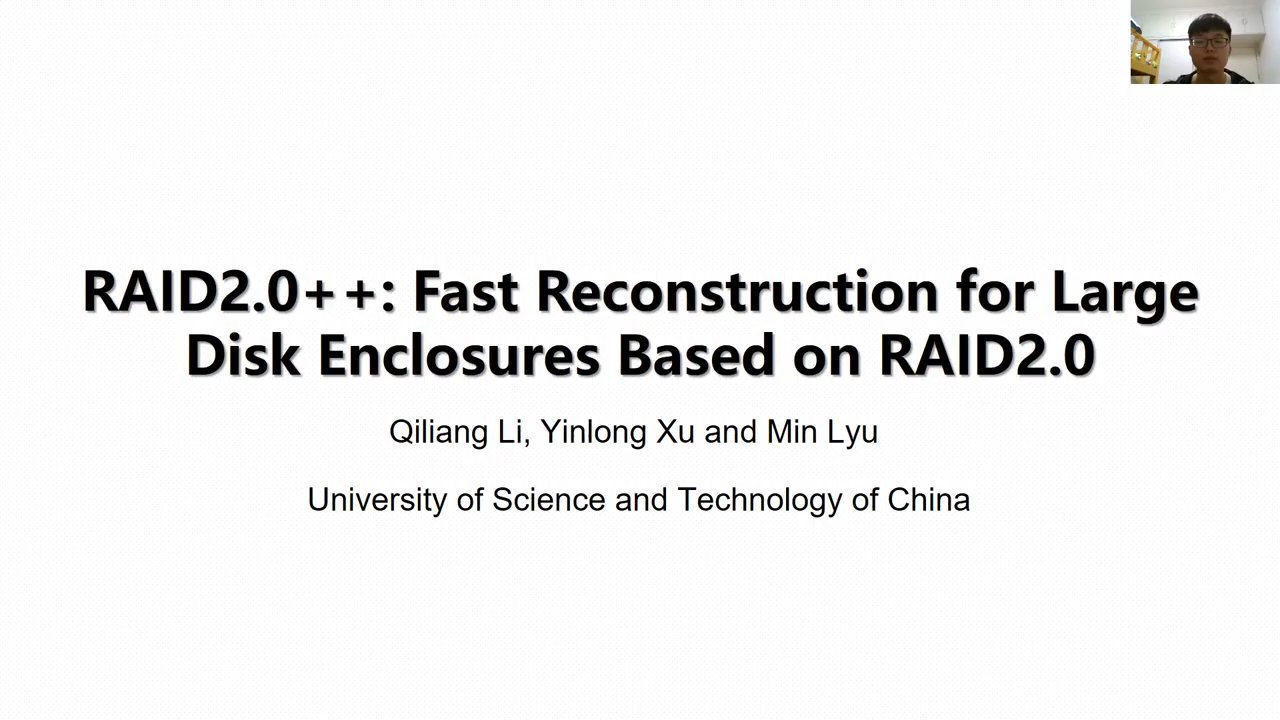 RAID2.0++: Fast Reconstruction for Large
Disk Enclosures Based on RAID2.0
Qiliang Li, Yinlong Xu and Min Lyu
University of Science and Technology of China